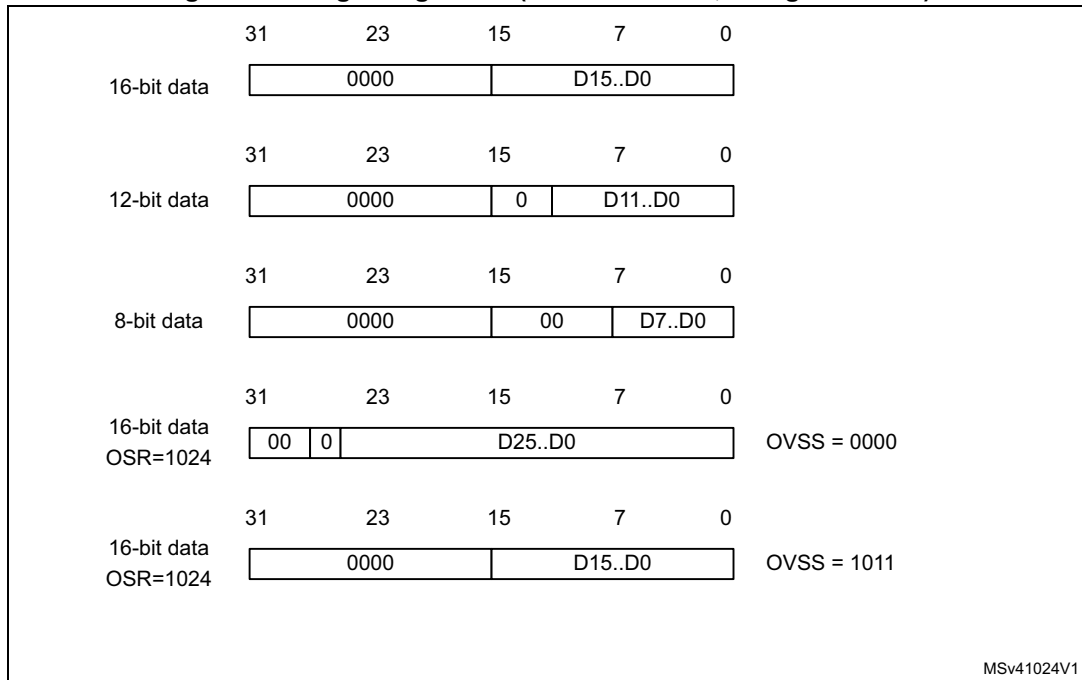 31 23 15 7 0
16-bit data 0000 D15..D0
31 23 15 7 0
12-bit data 0000 0 D11..D0
31 23 15 7 0
8-bit data 0000 00 D7..D0
31 23 15 7 0
16-bit data
OSR=1024 00 0 D25..D0 OVSS = 0000
31 23 15 7 0
16-bit data
OSR=1024 0000 D15..D0 OVSS = 1011
MSv41024V1